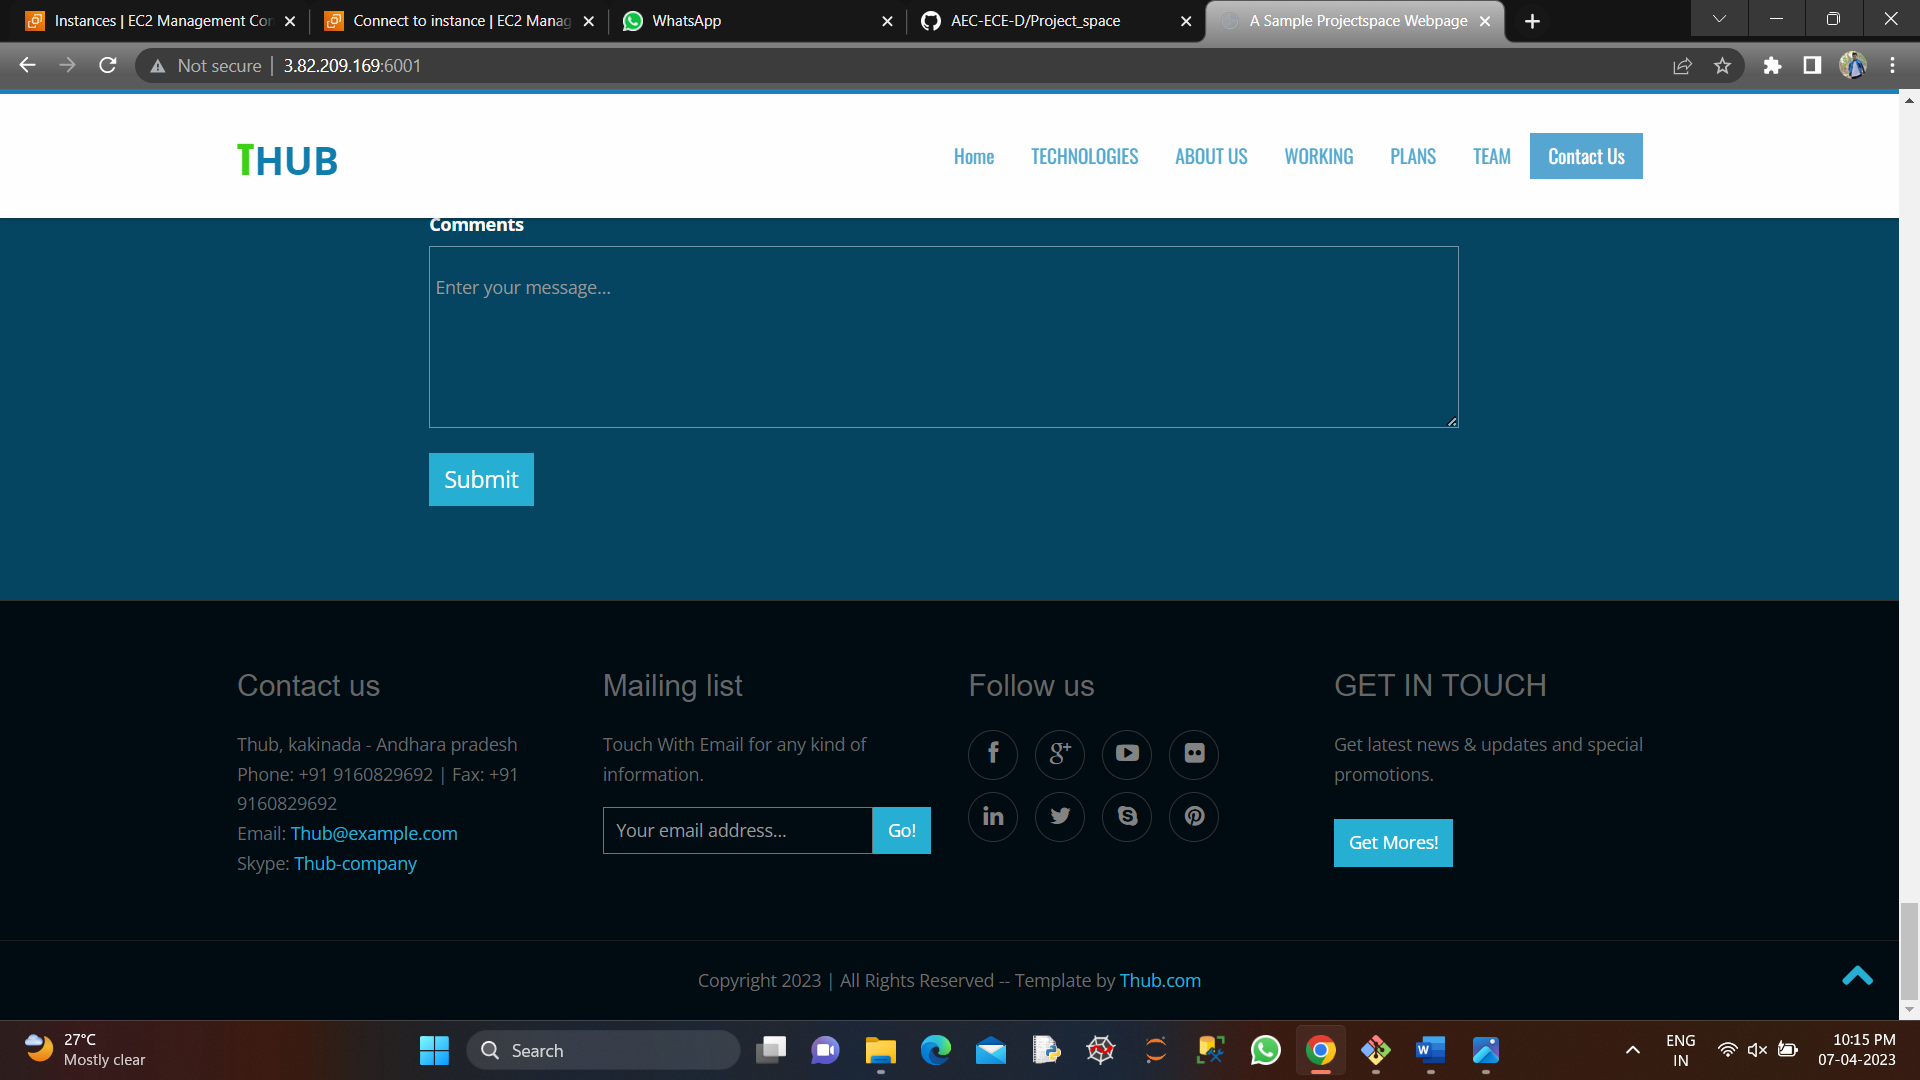 Instances | EC2 Management Con
Connect to instance | EC2 Manag
WhatsApp
AEC-ECE-D/Project_space
A Sample Projectspace Webpage
Not secure | 3.82.209.169:6001
THUB
Home TECHNOLOGIES ABOUT US WORKING PLANS TEAM Contact Us
Comments
Enter your message...
Submit
Contact us
Thub, kakinada - Andhara pradesh
Phone: +91 9160829692 | Fax: +91
9160829692
Email: Thub@example.com
Skype: Thub-company
Mailing list
Touch With Email for any kind of
information.
Your email address...
Go!
Follow us
GET IN TOUCH
Get latest news & updates and special
promotions.
Get Mores!
Copyright 2023 | All Rights Reserved -- Template by Thub.com
27°C
Mostly clear
Search
ENG
IN
10:15 PM
07-04-2023